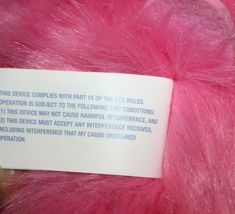 THIS DEVICE COMPLIES WITH PART 15 OF THE FCC RULES.
OPERATION IS SUBJECT TO THE FOLLOWING TWO CONDITIONS:
(1) THIS DEVICE MAY NOT CAUSE HARMFUL INTERFERENCE, AND
(2) THIS DEVICE MUST ACCEPT ANY INTERFERENCE RECEIVED,
INCLUDING INTERFERENCE THAT MY CAUSE UNDESIRED
OPERATION.